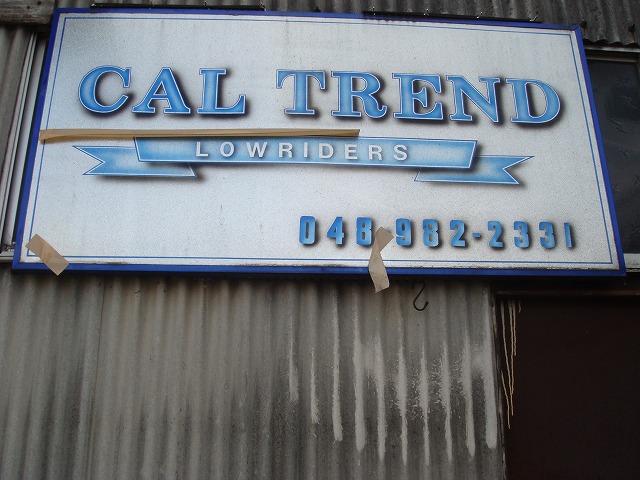 CAL TREND
LOWRIDERS
048 982-2331